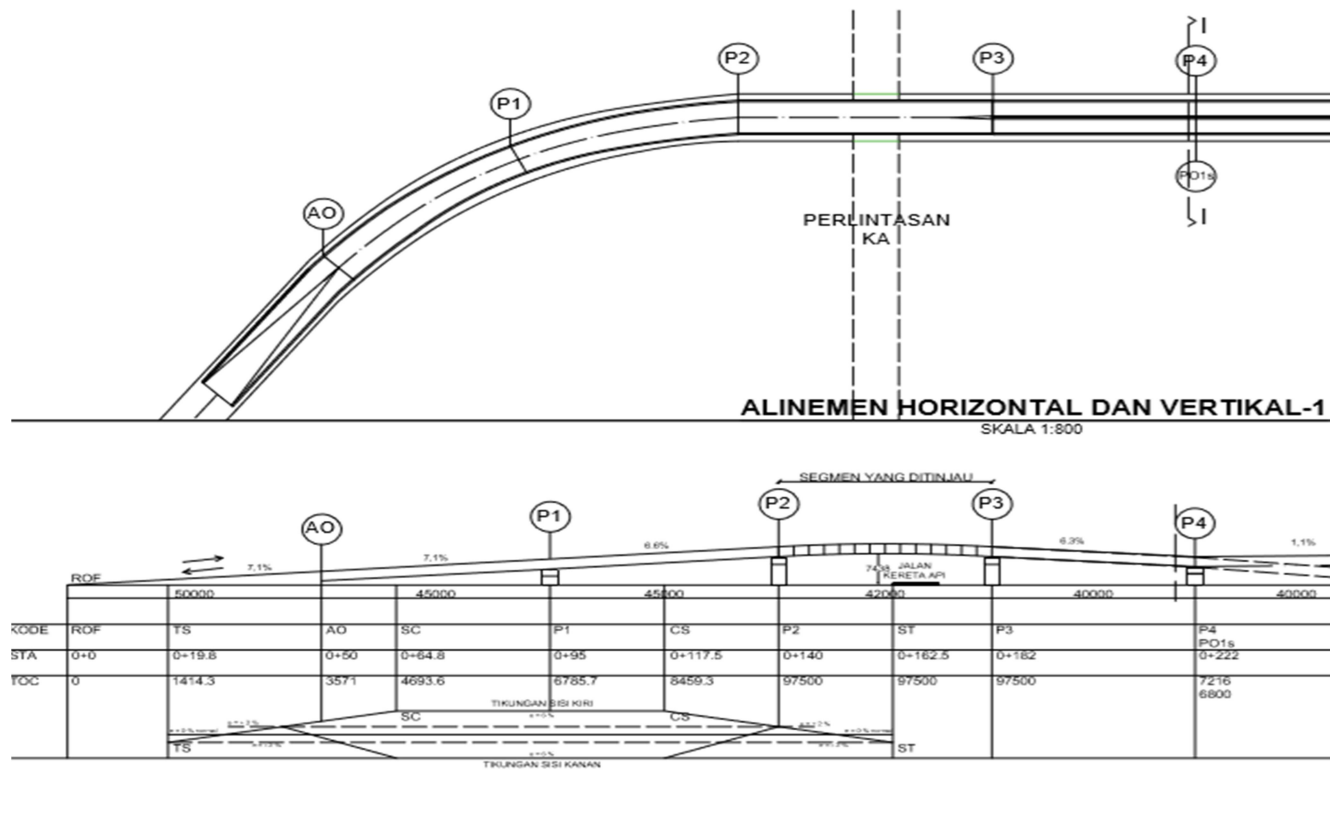 P2
P3
P4
I
P1
AO
PO1s
I
PERLINTASAN
KA
ALINEMEN HORIZONTAL DAN VERTIKAL-1
SKALA 1:800
SEGMEN YANG DITINJAU
AO
P1
P2
P3
P4
ROF
7,1%
7,1%
6.6%
6.3%
1,1%
JALAN
KERETA API
50000 45000 45000 42000 40000 40000
KODE ROF TS AO SC P1 CS P2 ST P3 P4
PO1s
STA 0+0 0+19.8 0+50 0+64.8 0+95 0+117.5 0+140 0+162.5 0+182 0+222
TOC 0 1414.3 3571 4693.6 6785.7 8459.3 97500 97500 97500 7216
6800
TIKUNGAN SISI KIRI
SC CS
TS ST
TIKUNGAN SISI KANAN